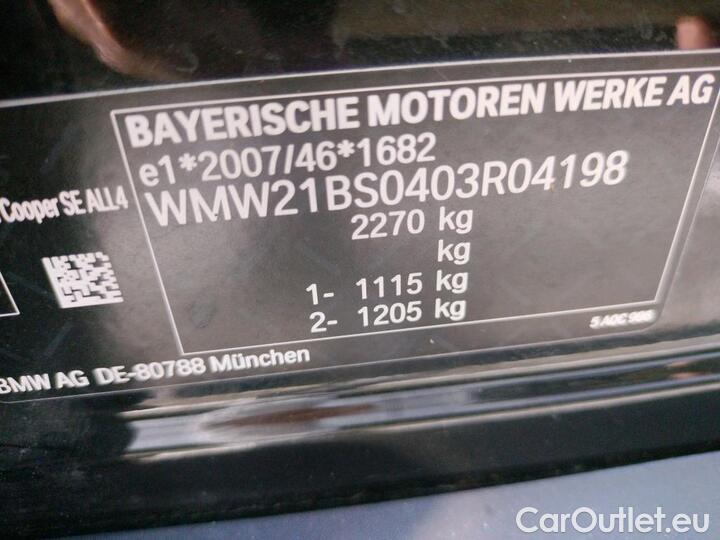 BAYERISCHE MOTOREN WERKE AG
e1*2007/46*1682
Cooper SE ALL4
WMW21BS0403R04198
2270 kg
kg
1- 1115 kg
2- 1205 kg
5 AQC 986
BMW AG DE-80788 München
CarOutlet.eu